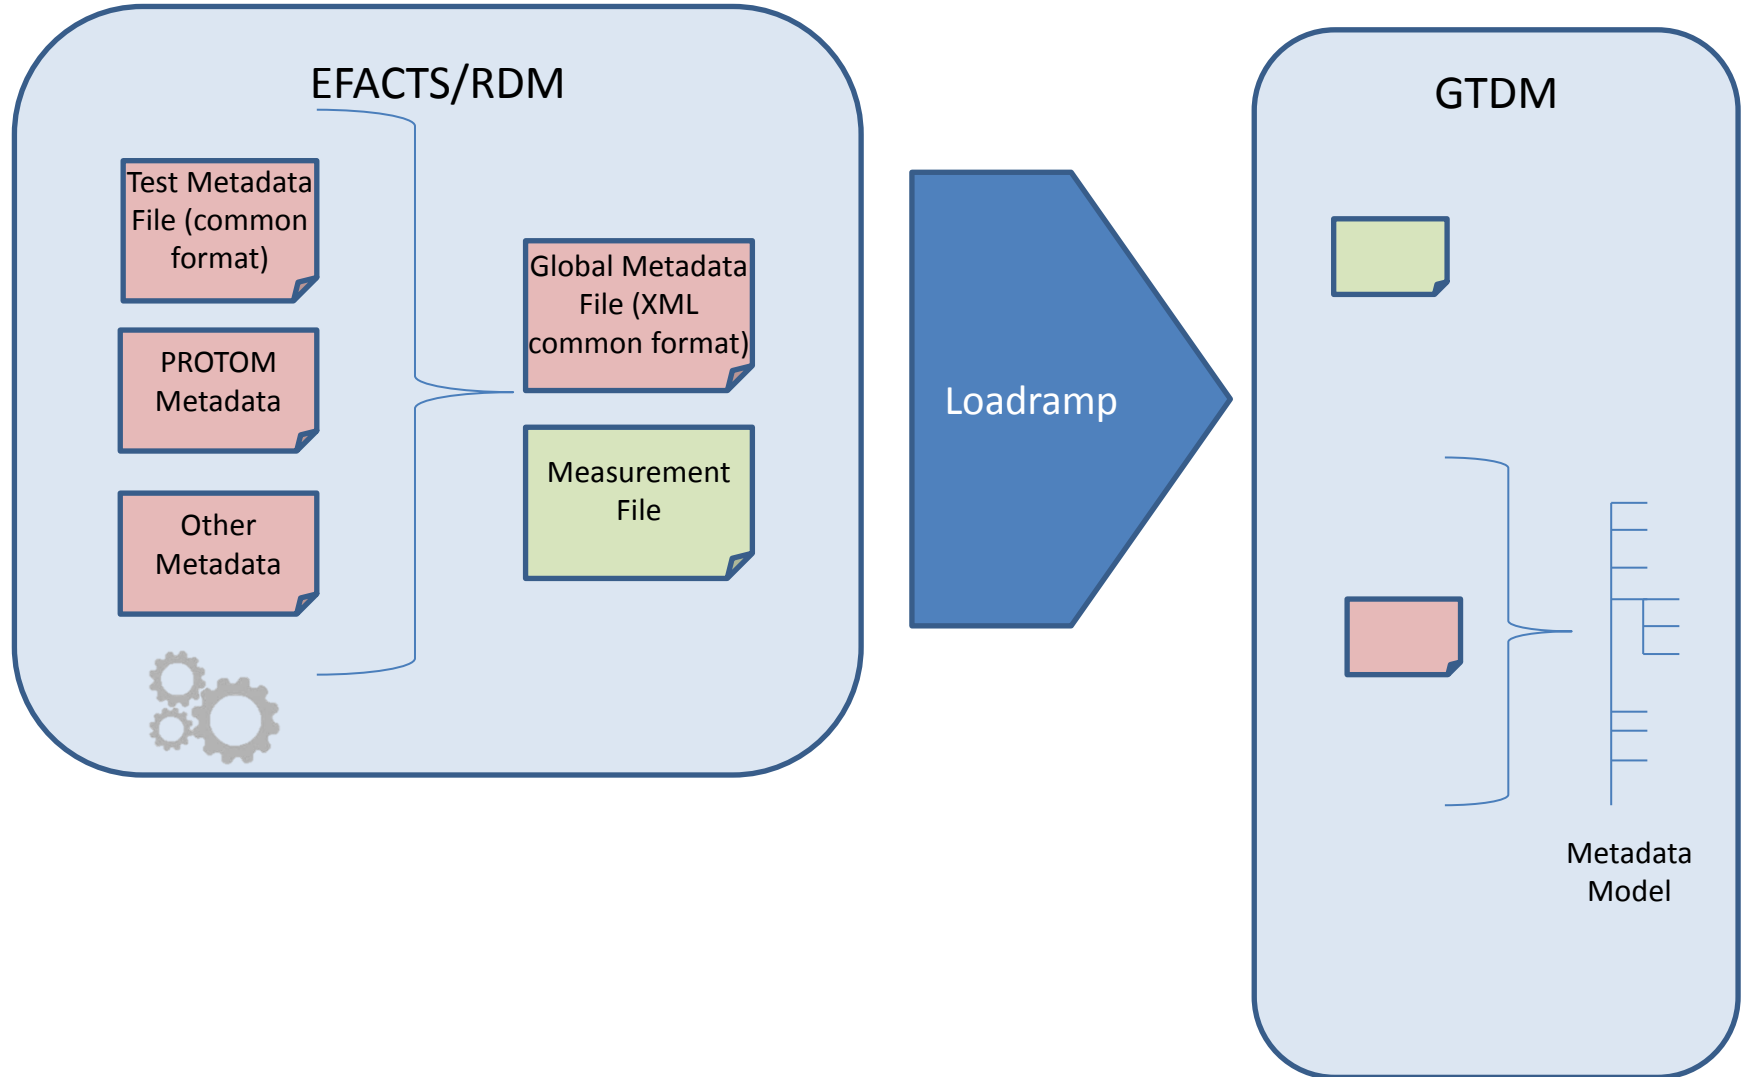 EFACTS/RDM
Test Metadata
File (common
format)
PROTOM
Metadata
Other
Metadata
Global Metadata
File (XML
common format)
Measurement
File
Loadramp
GTDM
Metadata
Model